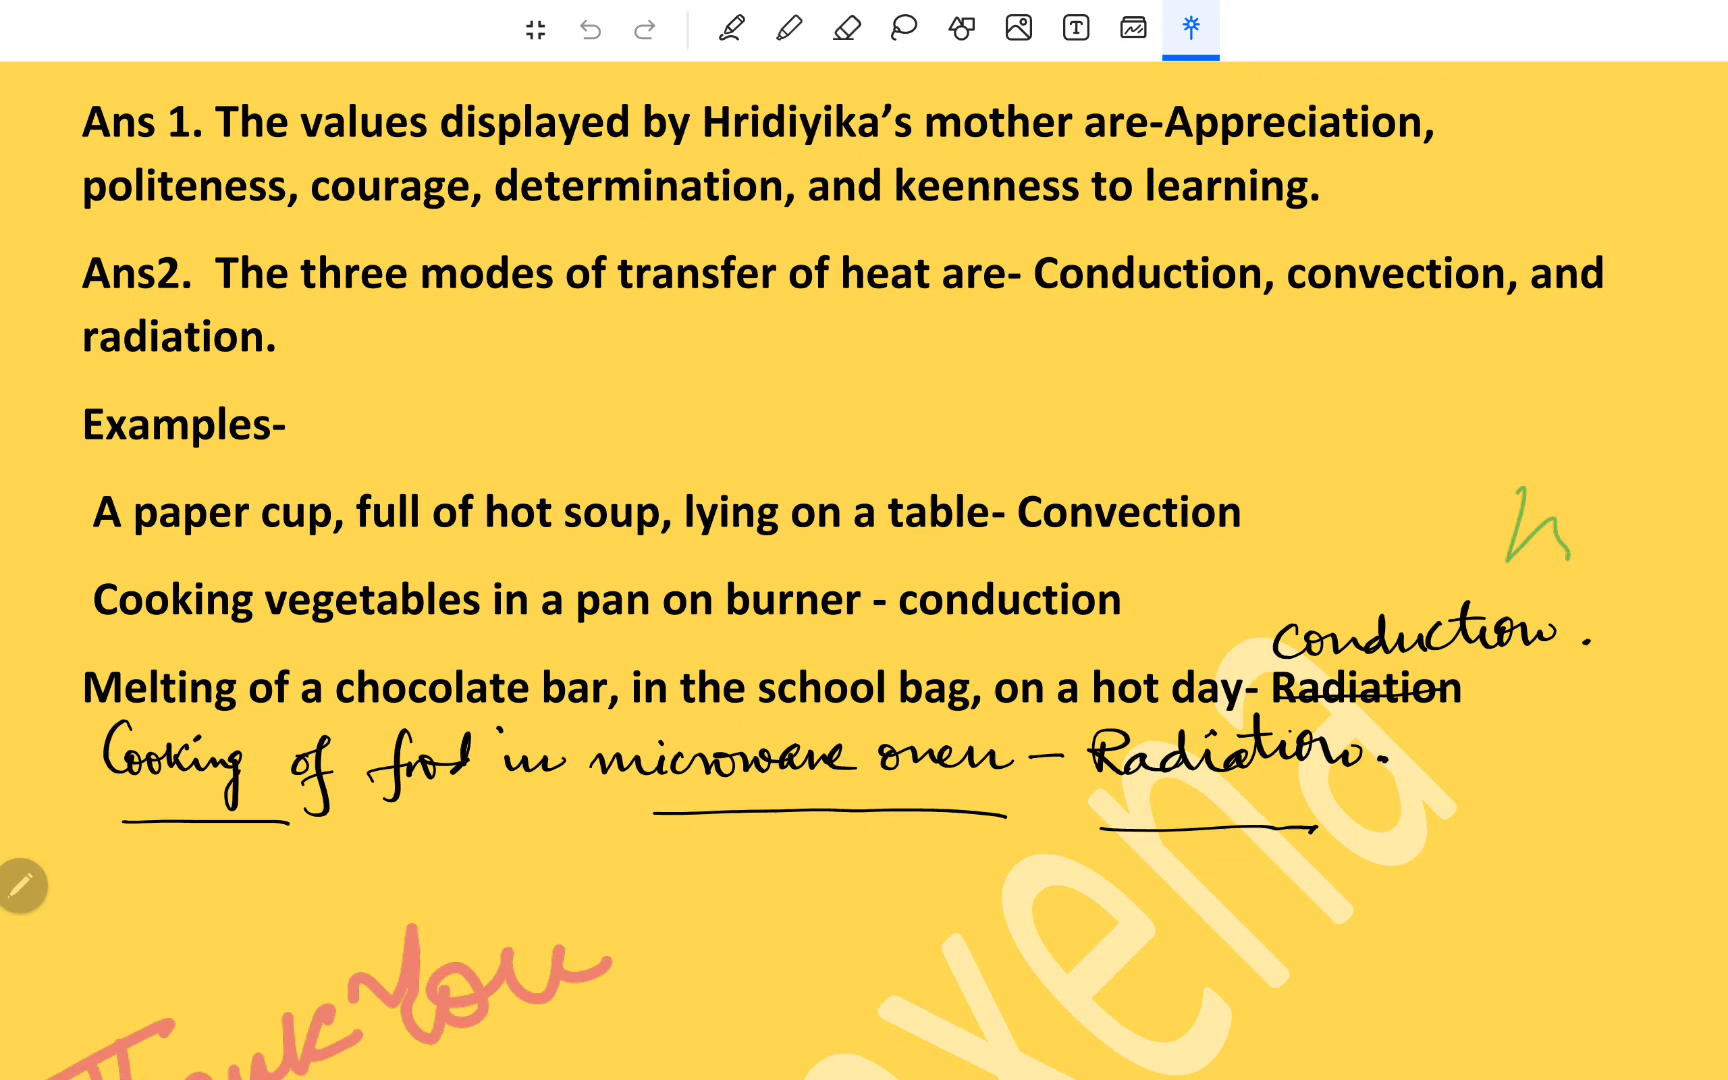 Ans 1. The values displayed by Hridiyika’s mother are-Appreciation,
politeness, courage, determination, and keenness to learning.
Ans2.  The three modes of transfer of heat are- Conduction, convection, and
radiation.
Examples-
A paper cup, full of hot soup, lying on a table- Convection
h
Cooking vegetables in a pan on burner - conduction
Conduction.
Melting of a chocolate bar, in the school bag, on a hot day- Radiation
Cooking of food in microwave oven – Radiation.
Thank You
xena